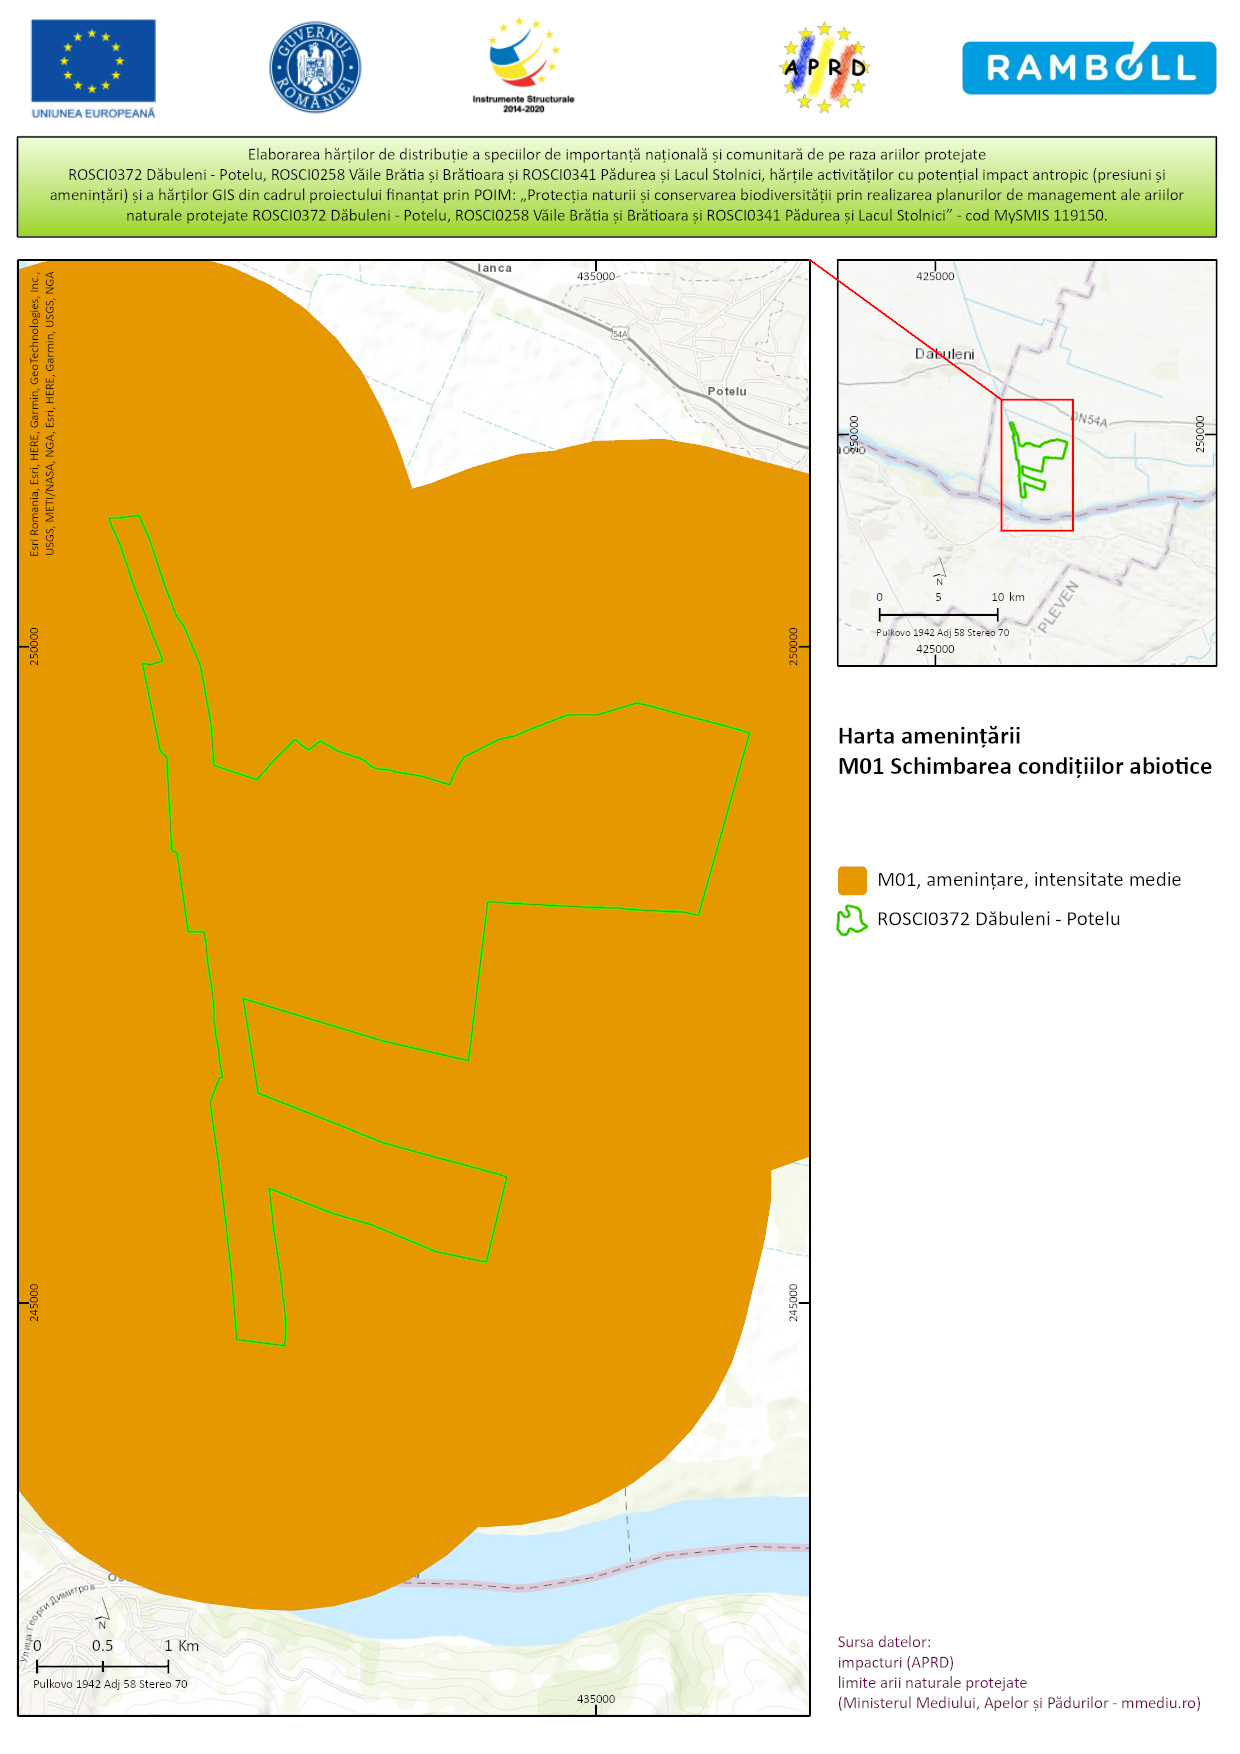 UNIUNEA EUROPEANĂ
GUVERNUL ROMÂNIEI
Instrumente Structurale
2014-2020
APRD
RAMBOLL
Elaborarea hărților de distribuție a speciilor de importanță națională și comunitară de pe raza ariilor protejate
ROSCI0372 Dăbuleni - Potelu, ROSCI0258 Văile Brătia și Brătioara și ROSCI0341 Pădurea și Lacul Stolnici, hărțile activităților cu potențial impact antropic (presiuni și
amenințări) și a hărților GIS din cadrul proiectului finanțat prin POIM: „Protecția naturii si conservarea biodiversității prin realizarea planurilor de management ale ariilor
naturale protejate ROSCI0372 Dăbuleni - Potelu, ROSCI0258 Văile Brătia și Brătioara și ROSCI0341 Pădurea și Lacul Stolnici” - cod MySMIS 119150.
Esri Romania, Esri, HERE, Garmin, GeoTechnologies, Inc.,
USGS, METI/NASA, NGA, Esri, HERE, Garmin, USGS, NGA
Ianca
435000
54A
Potelu
250000
250000
245000
245000
Улица Георги Димитров
N
0 0.5 1 Km
Pulkovo 1942 Adj 58 Stereo 70
435000
425000
Dabuleni
DN54A
250000
250000
PLEVEN
N
0 5 10 km
Pulkovo 1942 Adj 58 Stereo 70
425000
Harta amenințării
M01 Schimbarea condițiilor abiotice
M01, amenințare, intensitate medie
ROSCI0372 Dăbuleni - Potelu
Sursa datelor:
impacturi (APRD)
limite arii naturale protejate
(Ministerul Mediului, Apelor și Pădurilor - mmediu.ro)